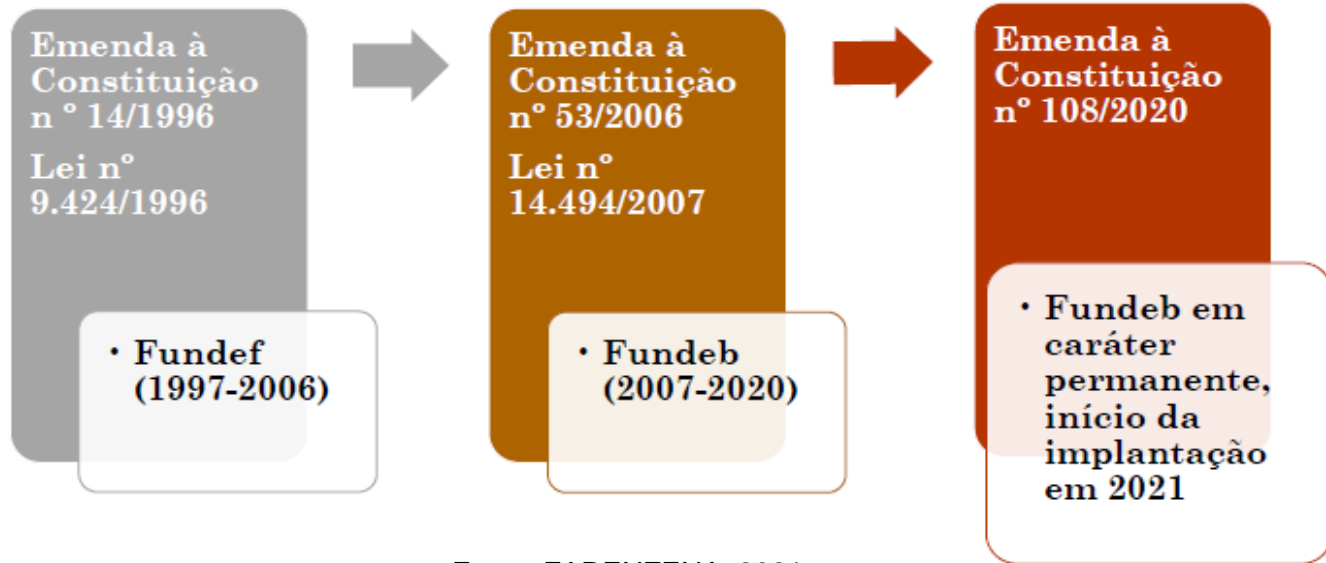 Emenda à
Constituição
n º 14/1996
Lei nº
9.424/1996
• Fundef
(1997-2006)
Emenda à
Constituição
nº 53/2006
Lei nº
14.494/2007
• Fundeb
(2007-2020)
Emenda à
Constituição
nº 108/2020
• Fundeb em
caráter
permanente,
início da
implantação
em 2021